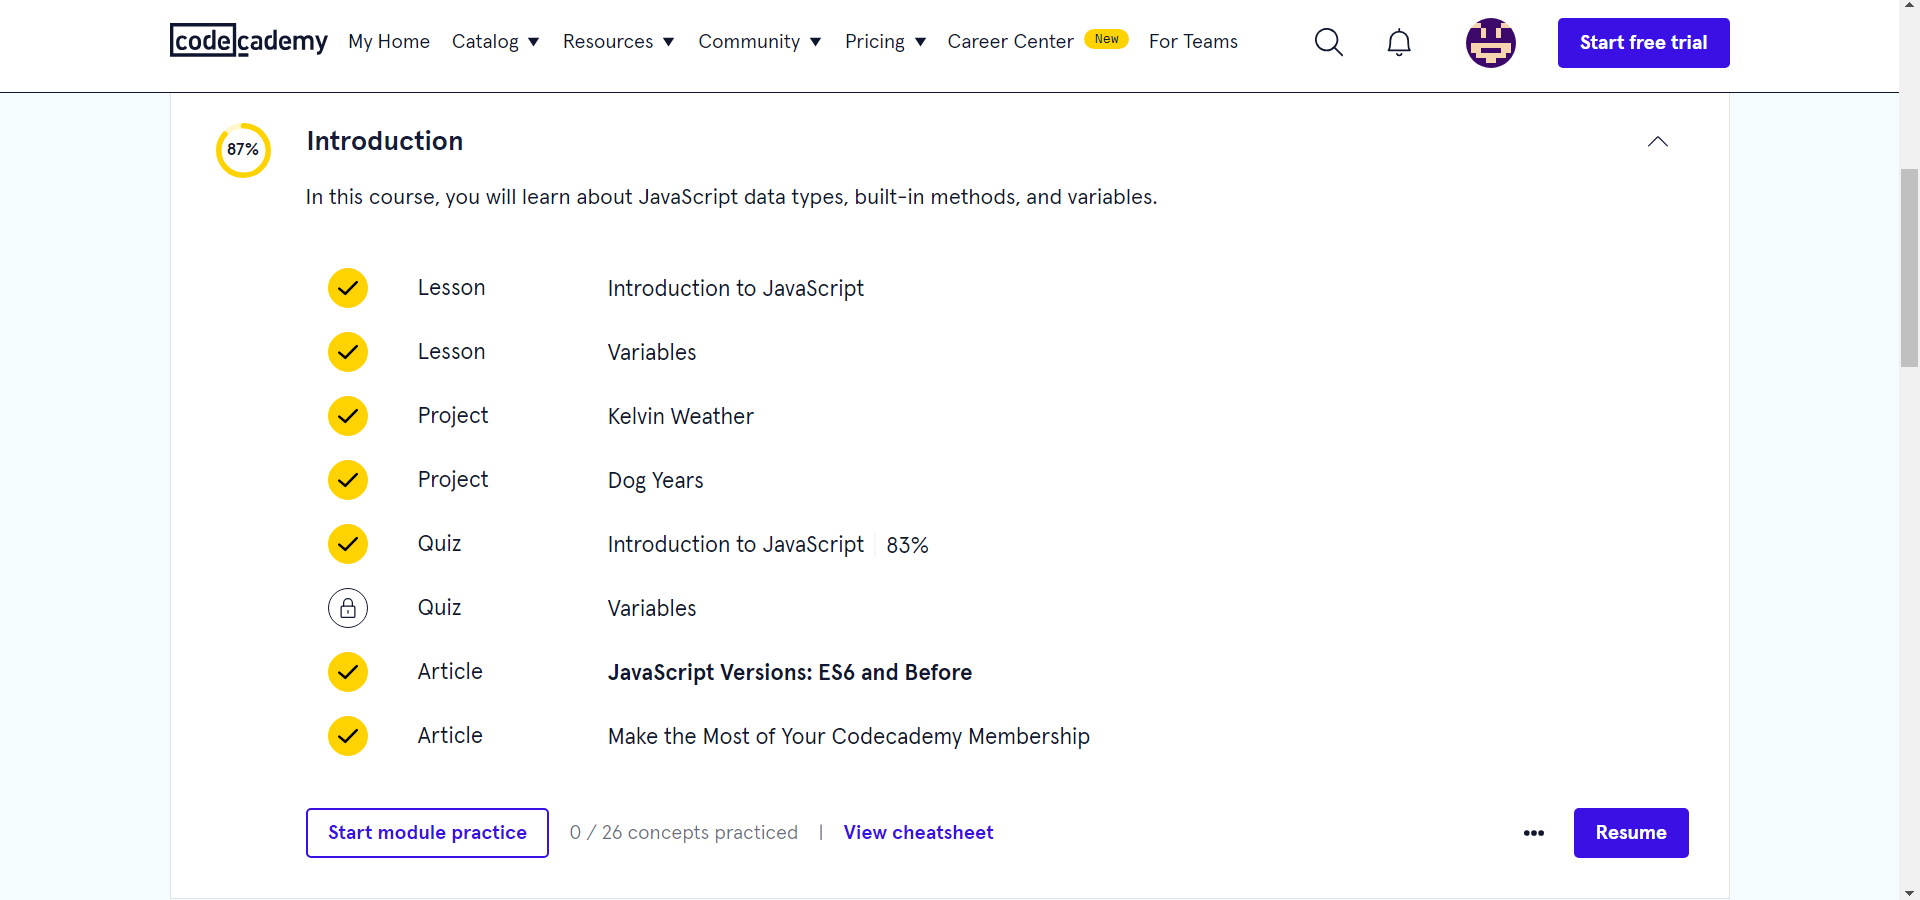 codecademy My Home Catalog Resources Community Pricing Career Center New For Teams Start free trial
87% Introduction
In this course, you will learn about JavaScript data types, built-in methods, and variables.
Lesson Introduction to JavaScript
Lesson Variables
Project Kelvin Weather
Project Dog Years
Quiz Introduction to JavaScript 83%
Quiz Variables
Article JavaScript Versions: ES6 and Before
Article Make the Most of Your Codecademy Membership
Start module practice 0 / 26 concepts practiced | View cheatsheet ••• Resume